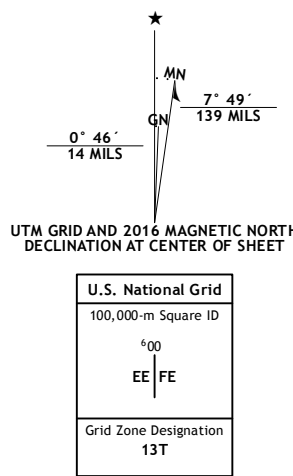 ★
MN
7° 49´
139 MILS
GN
0° 46´
14 MILS
UTM GRID AND 2016 MAGNETIC NORTH
DECLINATION AT CENTER OF SHEET
U.S. National Grid
100,000-m Square ID
⁶00
EE FE
Grid Zone Designation
13T